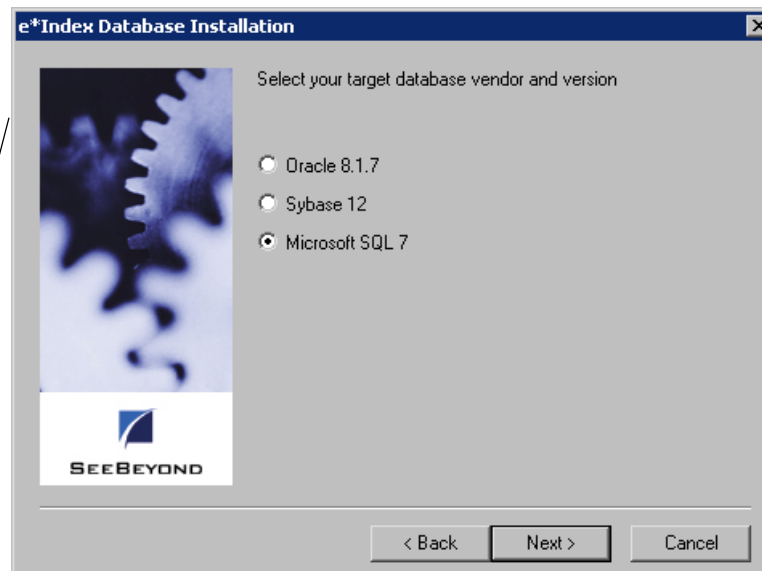 e*Index Database Installation
Select your target database vendor and version
Oracle 8.1.7
Sybase 12
Microsoft SQL 7
SEEBEYOND
< Back
Next >
Cancel